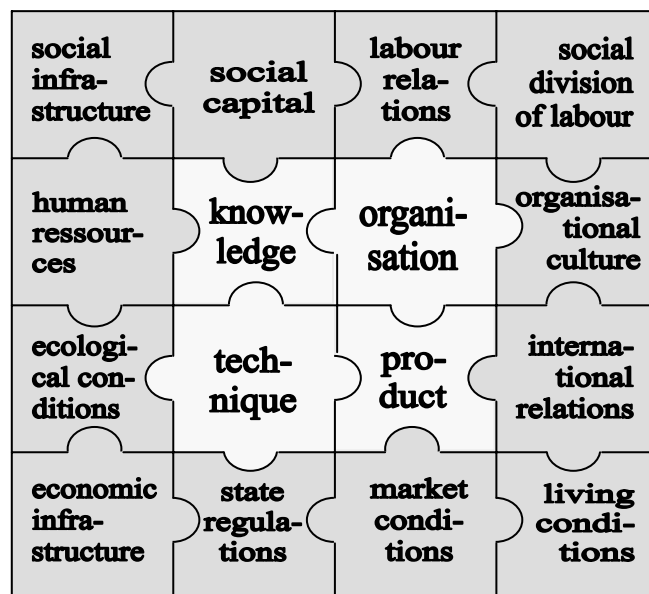 social
infra-
structure
social
capital
labour
rela-
tions
social
division
of labour
human
ressour-
ces
know-
ledge
organi-
sation
organisa-
tional
culture
ecologi-
cal con-
ditions
tech-
nique
pro-
duct
interna-
tional
relations
economic
infra-
structure
state
regula-
tions
market
condi-
tions
living
condi-
tions